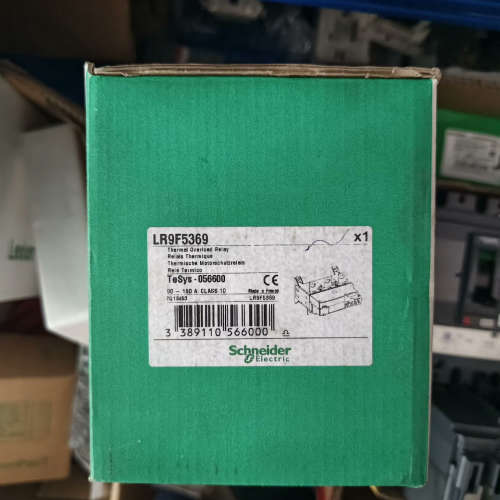 LR9F5369
x1
Thermal Overload Relay
Relais Thermique
Thermische Motorschutzrelais
Rele Termico
TeSys - 056600
CE
90 - 150 A CLASS 10
Made in France
LR9F5369
3 389110 566000
Schneider
Electric